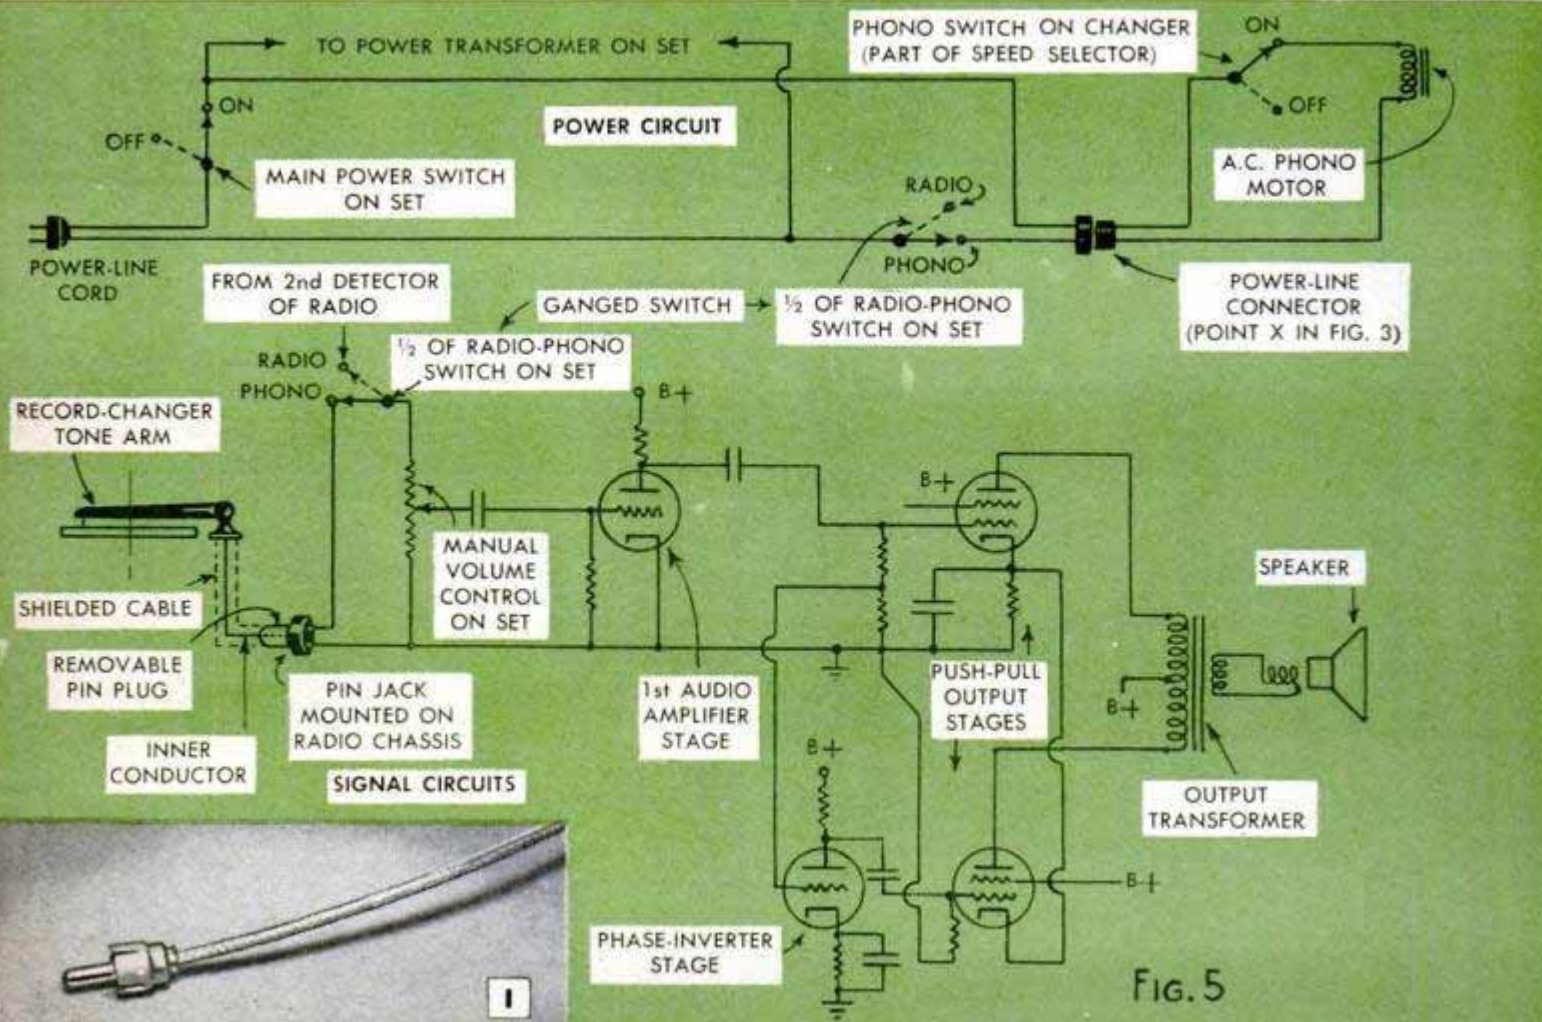 TO POWER TRANSFORMER ON SET
PHONO SWITCH ON CHANGER
(PART OF SPEED SELECTOR)
ON
OFF
ON
OFF
POWER CIRCUIT
MAIN POWER SWITCH
ON SET
A.C. PHONO
MOTOR
RADIO
PHONO
POWER-LINE
CORD
FROM 2nd DETECTOR
OF RADIO
GANGED SWITCH
½ OF RADIO-PHONO
SWITCH ON SET
POWER-LINE
CONNECTOR
(POINT X IN FIG. 3)
½ OF RADIO-PHONO
SWITCH ON SET
RADIO
PHONO
B+
RECORD-CHANGER
TONE ARM
B+
MANUAL
VOLUME
CONTROL
ON SET
SPEAKER
SHIELDED CABLE
REMOVABLE
PIN PLUG
PIN JACK
MOUNTED ON
RADIO CHASSIS
1st AUDIO
AMPLIFIER
STAGE
PUSH-PULL
OUTPUT
STAGES
B+
INNER
CONDUCTOR
SIGNAL CIRCUITS
B+
OUTPUT
TRANSFORMER
B+
PHASE-INVERTER
STAGE
I
FIG. 5